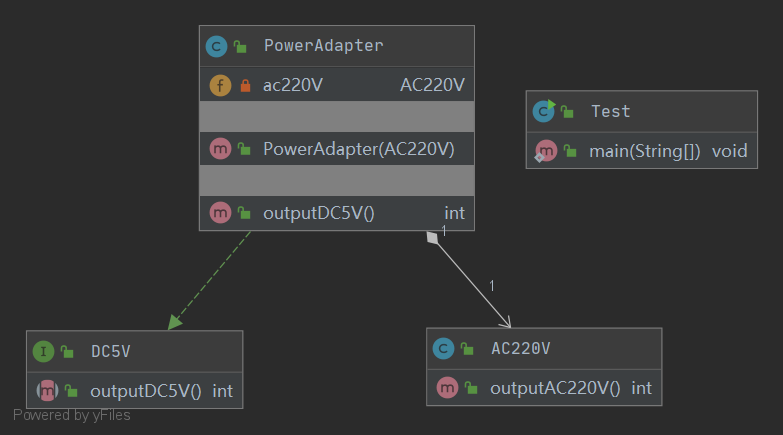 PowerAdapter
ac220V AC220V
PowerAdapter(AC220V)
outputDC5V() int
Test
main(String[]) void
1
1
DC5V
outputDC5V() int
AC220V
outputAC220V() int
Powered by yFiles